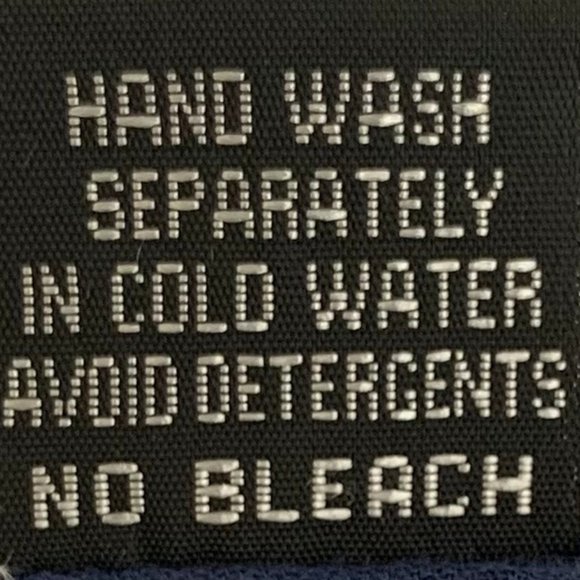 HAND WASH
SEPARATELY
IN COLD WATER
AVOID DETERGENTS
NO BLEACH